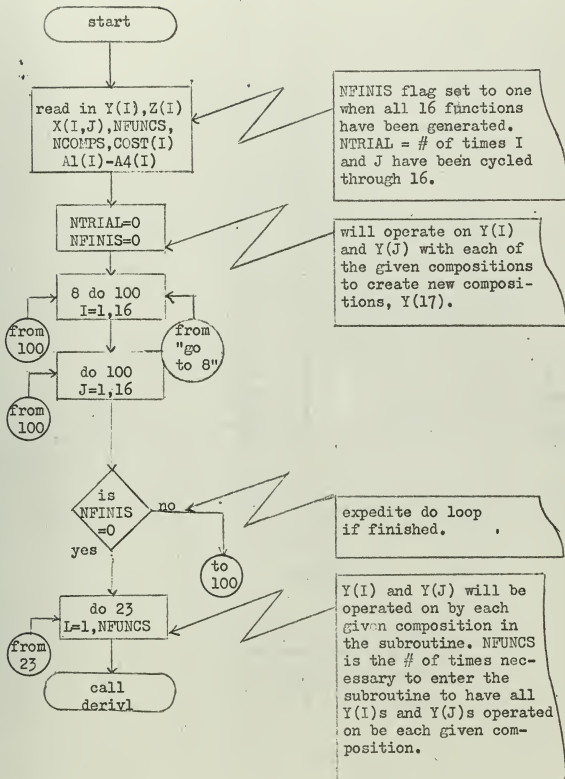 start
read in Y(I),Z(I)
X(I,J),NFUNCS,
NCOMPS,COST(I)
A1(I)-A4(I)
NFINIS flag set to one
when all 16 functions
have been generated.
NTRIAL = # of times I
and J have been cycled
through 16.
NTRIAL=0
NFINIS=0
will operate on Y(I)
and Y(J) with each of
the given compositions
to create new composi-
tions, Y(17).
8 do 100
I=1,16
from
100
from
"go
to 8"
do 100
J=1,16
from
100
is
NFINIS
=0
no
yes
to
100
expedite do loop
if finished.
do 23
L=1,NFUNCS
from
23
Y(I) and Y(J) will be
operated on by each
given composition in
the subroutine. NFUNCS
is the # of times nec-
essary to enter the
subroutine to have all
Y(I)s and Y(J)s operated
on be each given com-
position.
call
derivl